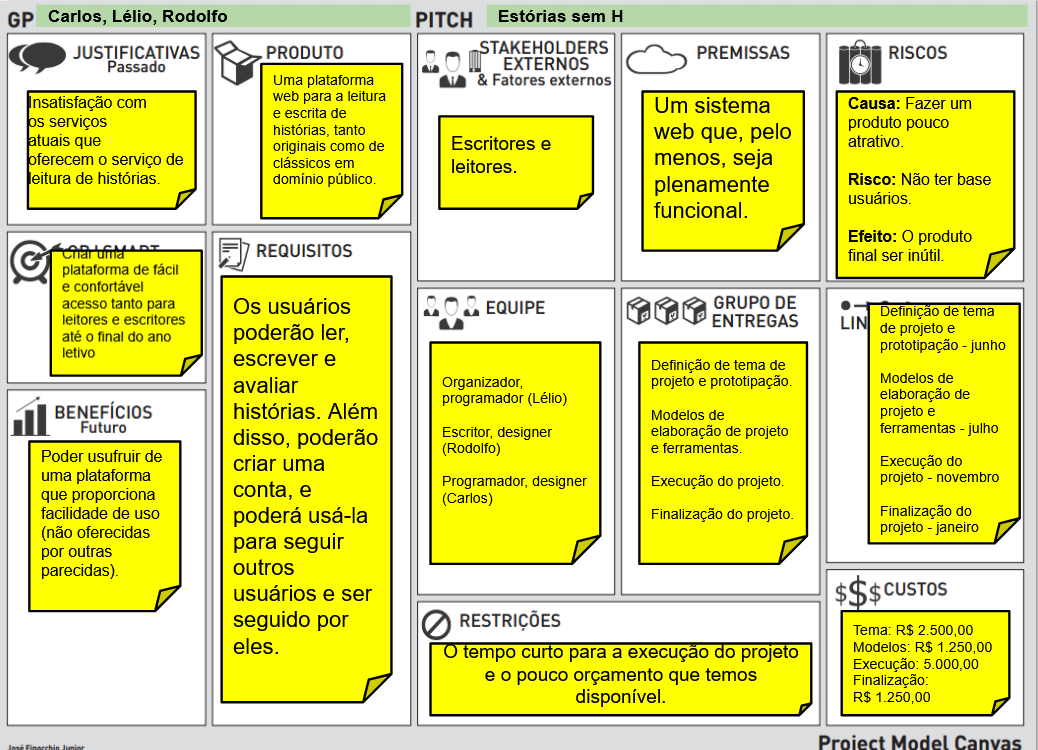 GP Carlos, Lélio, Rodolfo
PITCH Estórias sem H
JUSTIFICATIVAS
Passado
Insatisfação com
os serviços
atuais que
oferecem o serviço de
leitura de histórias.
PRODUTO
Uma plataforma
web para a leitura
e escrita de
histórias, tanto
originais como de
clássicos em
domínio público.
STAKEHOLDERS
EXTERNOS
& Fatores externos
Escritores e
leitores.
PREMISSAS
Um sistema
web que, pelo
menos, seja
plenamente
funcional.
RISCOS
Causa: Fazer um
produto pouco
atrativo.
Risco: Não ter base
usuários.
Efeito: O produto
final ser inútil.
OBJ SMART
Criar uma
plataforma de fácil
e confortável
acesso tanto para
leitores e escritores
até o final do ano
letivo
REQUISITOS
Os usuários
poderão ler,
escrever e
avaliar
histórias. Além
disso, poderão
criar uma
conta, e
poderá usá-la
para seguir
outros
usuários e ser
seguido por
eles.
EQUIPE
Organizador,
programador (Lélio)
Escritor, designer
(Rodolfo)
Programador, designer
(Carlos)
GRUPO DE
ENTREGAS
Definição de tema de
projeto e prototipação.
Modelos de
elaboração de projeto
e ferramentas.
Execução do projeto.
Finalização do projeto.
LIN
Definição de tema
de projeto e
prototipação - junho
Modelos de
elaboração de
projeto e
ferramentas - julho
Execução do
projeto - novembro
Finalização do
projeto - janeiro
BENEFÍCIOS
Futuro
Poder usufruir de
uma plataforma
que proporciona
facilidade de uso
(não oferecidas
por outras
parecidas).
RESTRIÇÕES
O tempo curto para a execução do projeto
e o pouco orçamento que temos
disponível.
$$$ CUSTOS
Tema: R$ 2.500,00
Modelos: R$ 1.250,00
Execução: 5.000,00
Finalização:
R$ 1.250,00
José Finocchio Junior
Project Model Canvas